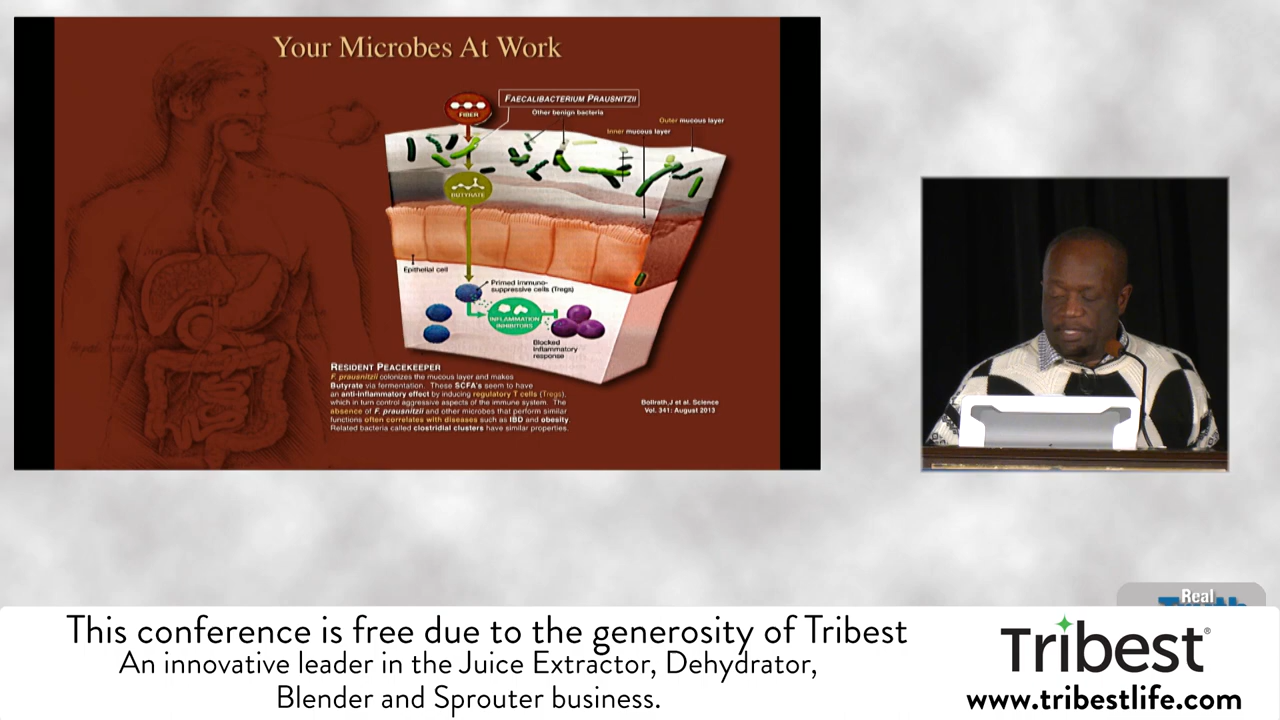 Your Microbes At Work
FAECALIBACTERIUM PRAUSNITZII
FIBER
Other benign bacteria
Outer mucous layer
Inner mucous layer
BUTYRATE
Epithelial cell
Primed immuno-
suppressive cells (Tregs)
INFLAMMATION
INHIBITORS
Blocked
inflammatory
response
RESIDENT PEACEKEEPER
F. prausnitzii colonizes the mucous layer and makes
Butyrate via fermentation. These SCFA's seem to have
an anti-inflammatory effect by inducing regulatory T cells (Tregs),
which in turn control aggressive aspects of the immune system. The
absence of F. prausnitzii and other microbes that perform similar
functions often correlates with diseases such as IBD and obesity.
Related bacteria called clostridial clusters have similar properties.
Bollrath,J et al. Science
Vol. 341: August 2013
Real
This conference is free due to the generosity of Tribest
An innovative leader in the Juice Extractor, Dehydrator,
Blender and Sprouter business.
Tribest®
www.tribestlife.com